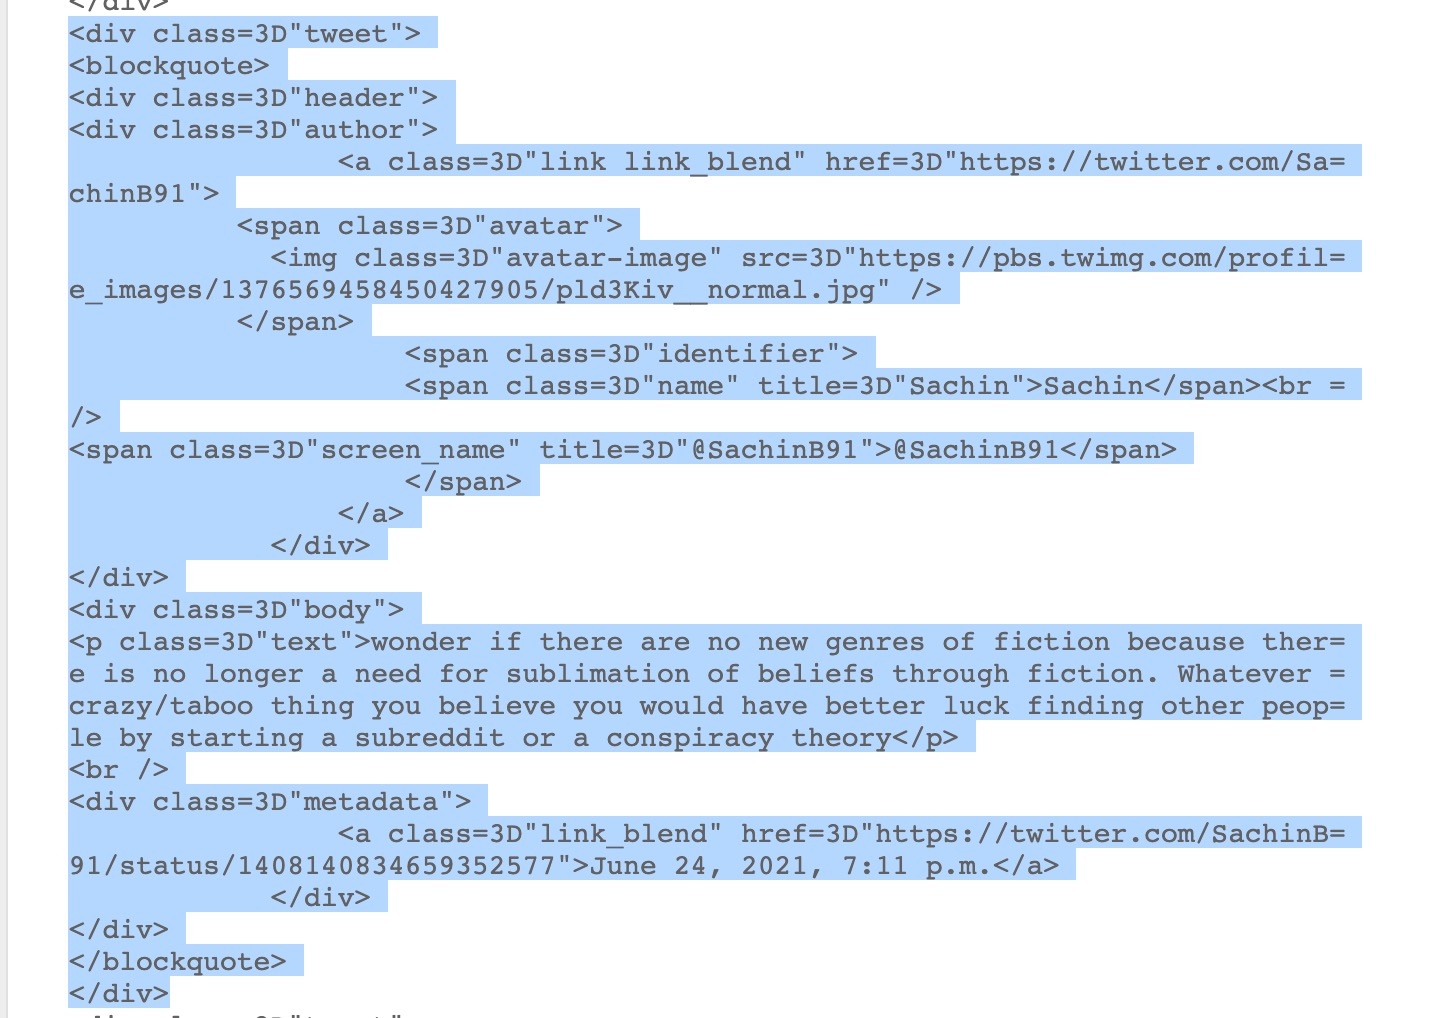 </div>
<div class=3D"tweet">
<blockquote>
<div class=3D"header">
<div class=3D"author">
                <a class=3D"link link_blend" href=3D"https://twitter.com/Sa=
chinB91">
          <span class=3D"avatar">
            <img class=3D"avatar-image" src=3D"https://pbs.twimg.com/profil=
e_images/1376569458450427905/pld3Kiv__normal.jpg" />
          </span>
                    <span class=3D"identifier">
                    <span class=3D"name" title=3D"Sachin">Sachin</span><br =
/>
<span class=3D"screen_name" title=3D"@SachinB91">@SachinB91</span>
                    </span>
                </a>
            </div>
</div>
<div class=3D"body">
<p class=3D"text">wonder if there are no new genres of fiction because ther=
e is no longer a need for sublimation of beliefs through fiction. Whatever =
crazy/taboo thing you believe you would have better luck finding other peop=
le by starting a subreddit or a conspiracy theory</p>
<br />
<div class=3D"metadata">
                <a class=3D"link_blend" href=3D"https://twitter.com/SachinB=
91/status/1408140834659352577">June 24, 2021, 7:11 p.m.</a>
            </div>
</div>
</blockquote>
</div>